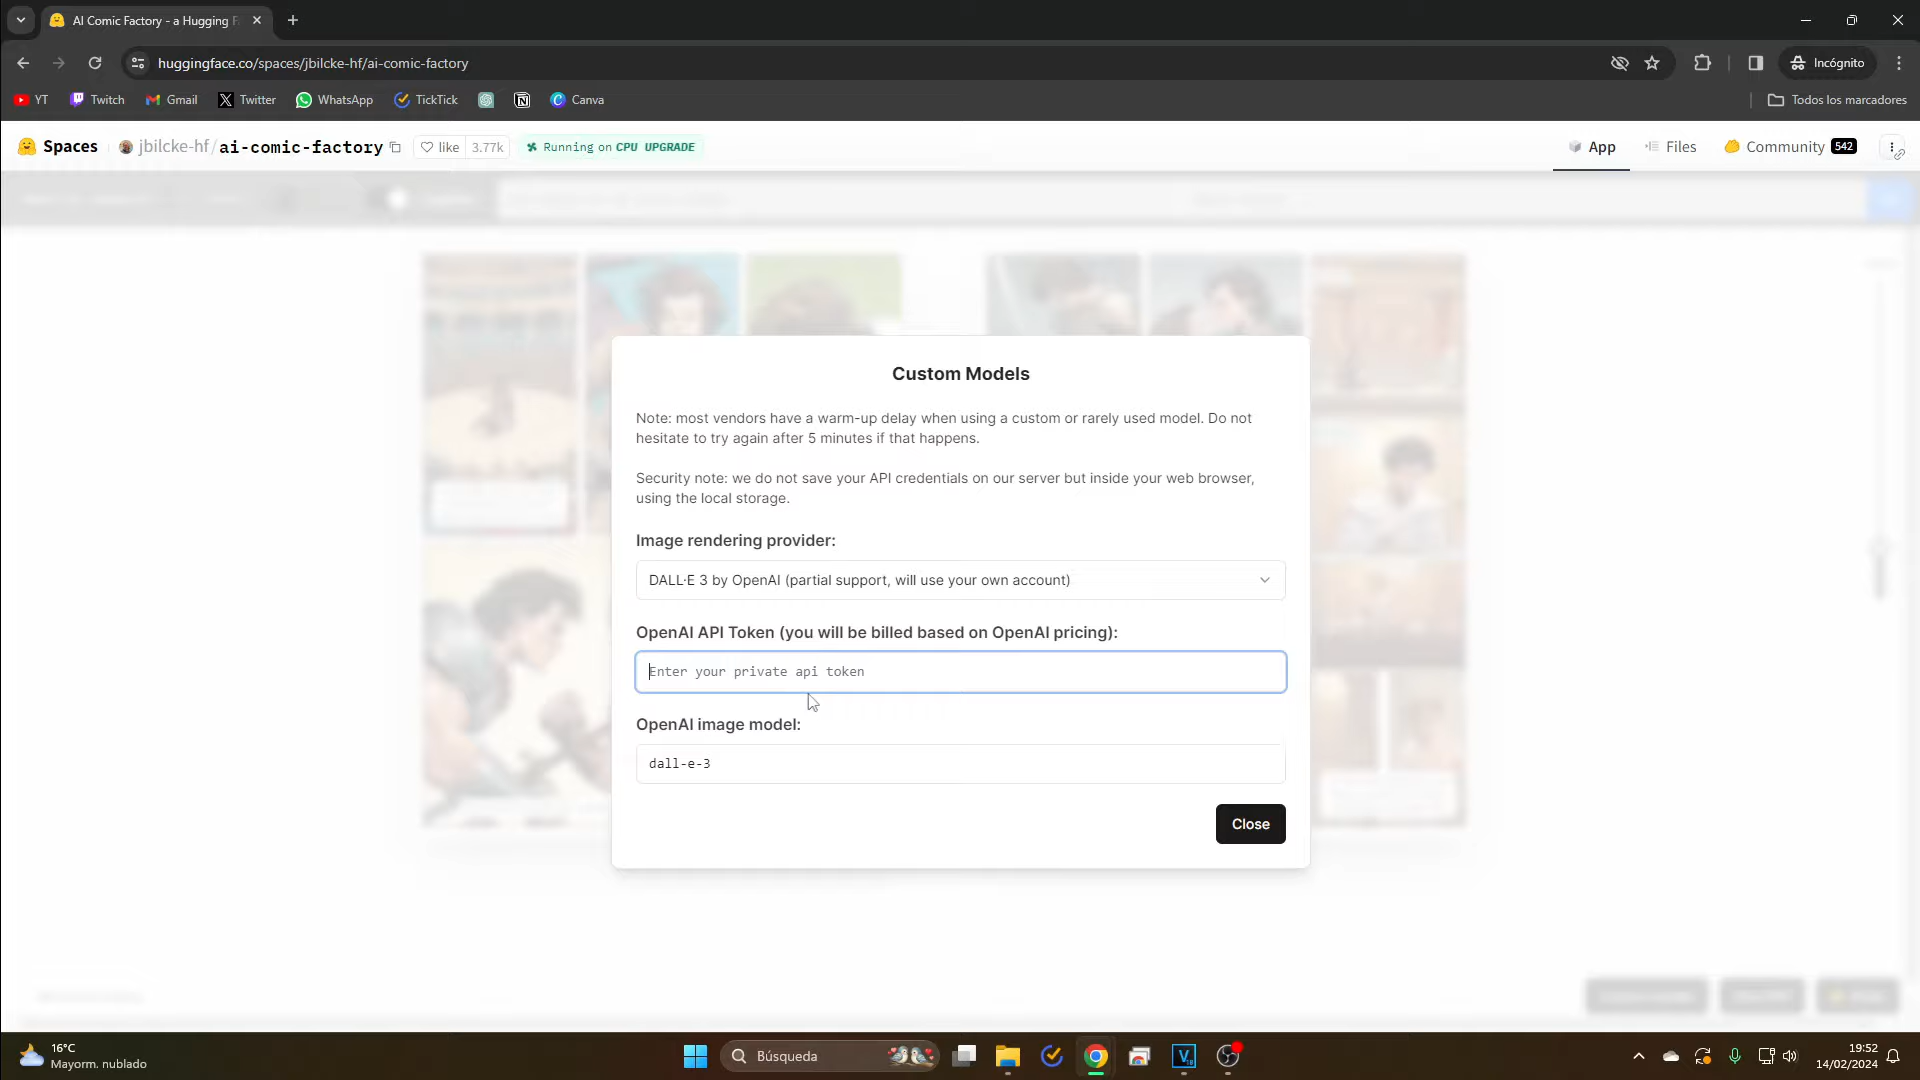 AI Comic Factory - a Hugging F
huggingface.co/spaces/jbilcke-hf/ai-comic-factory
Incógnito
YT
Twitch
Gmail
Twitter
WhatsApp
TickTick
Canva
Todos los marcadores
Spaces
jbilcke-hf/ai-comic-factory
like
3.77k
Running on CPU UPGRADE
App
Files
Community
542
Custom Models
Note: most vendors have a warm-up delay when using a custom or rarely used model. Do not
hesitate to try again after 5 minutes if that happens.
Security note: we do not save your API credentials on our server but inside your web browser,
using the local storage.
Image rendering provider:
DALL·E 3 by OpenAI (partial support, will use your own account)
OpenAI API Token (you will be billed based on OpenAI pricing):
Enter your private api token
OpenAI image model:
dall-e-3
Close
16°C
Mayorm. nublado
Búsqueda
19:52
14/02/2024